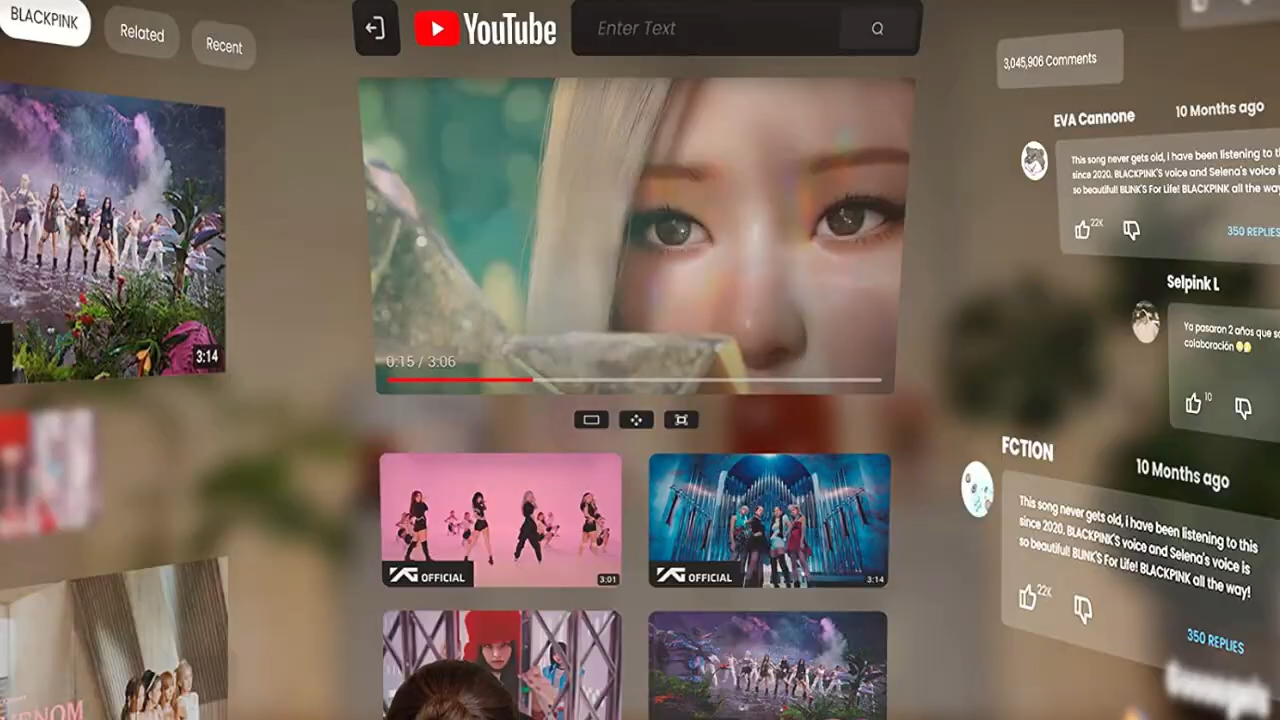 BLACKPINK
Related
Recent
YouTube
Enter Text
3,045,906 Comments
3:14
0:15 / 3:06
EVA Cannone
10 Months ago
This song never gets old, I have been listening to th
since 2020. BLACKPINK'S voice and Selena's voice i
so beautiful! BLINK'S For Life! BLACKPINK all the way
22K
350 REPLIES
Selpink L
Ya pasaron 2 años que s
colaboración
10
FCTION
10 Months ago
This song never gets old, I have been listening to this
since 2020. BLACKPINK'S voice and Selena's voice is
so beautiful! BLINK'S For Life! BLACKPINK all the way!
22K
350 REPLIES
YG OFFICIAL
3:01
YG OFFICIAL
3:14
ENOM